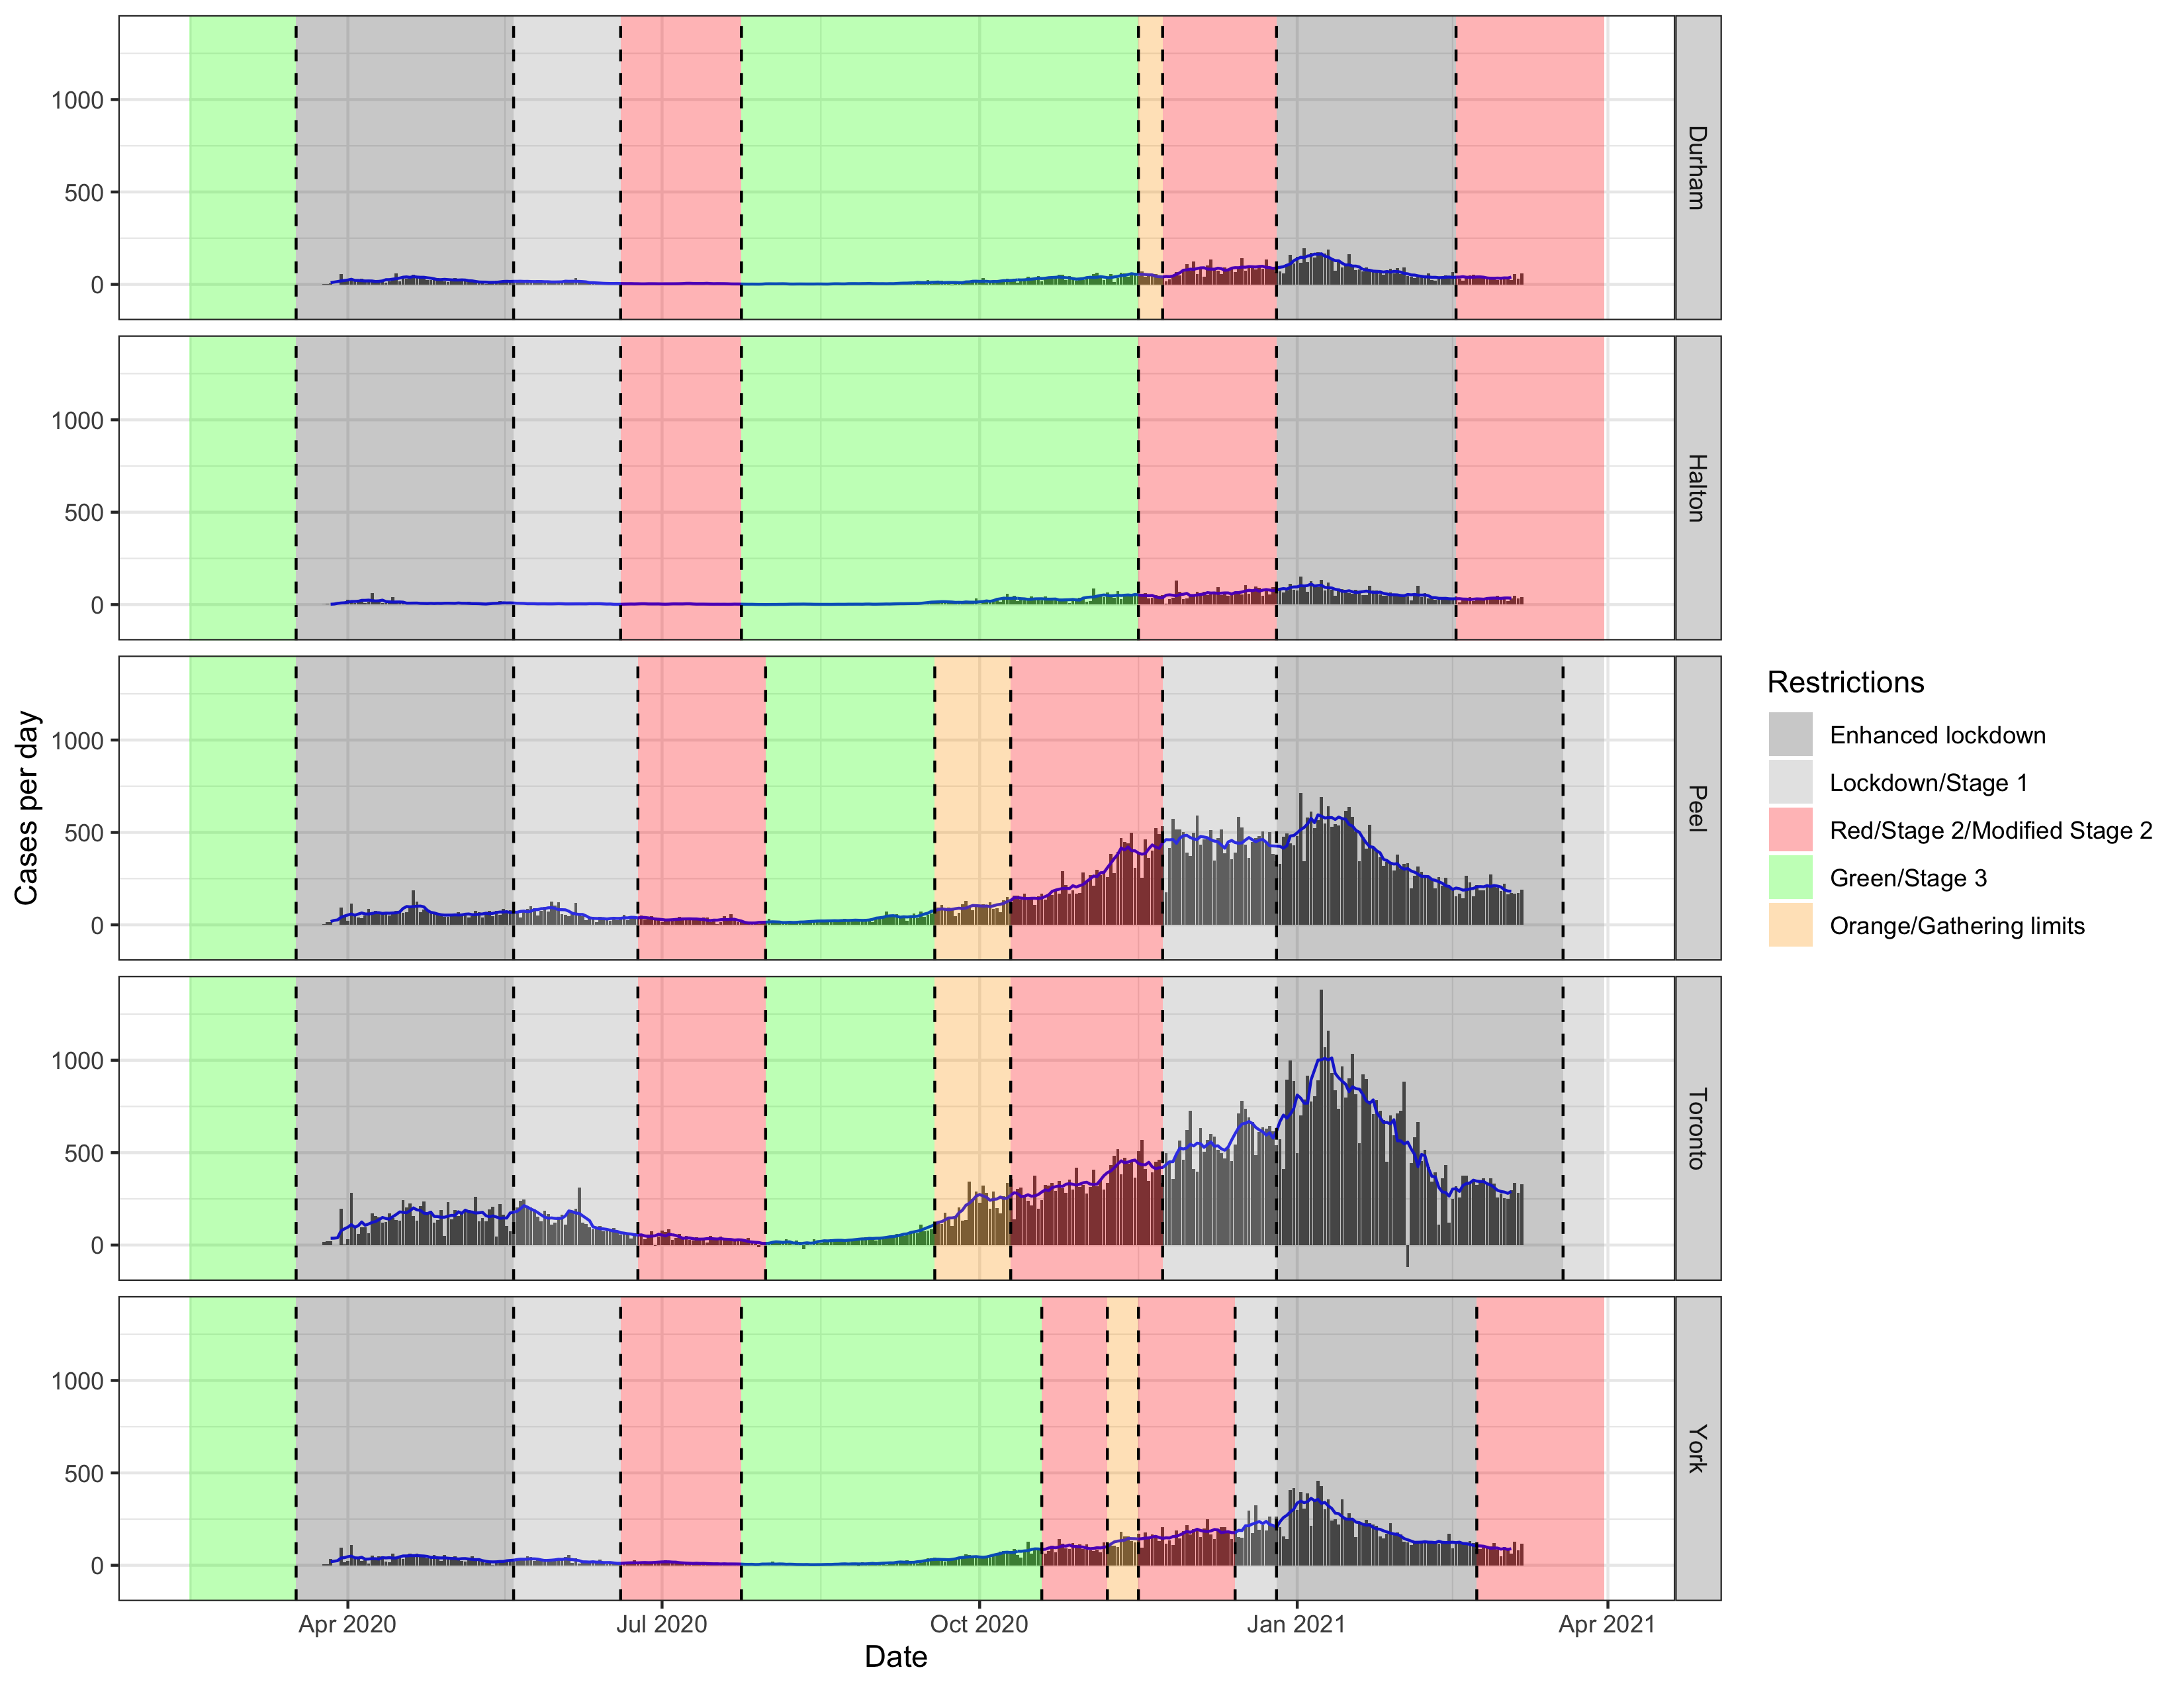 1000
500
0
Durham
1000
500
0
Halton
1000
500
0
Peel
1000
500
0
Toronto
1000
500
0
York
Cases per day
Apr 2020
Jul 2020
Oct 2020
Jan 2021
Apr 2021
Date
Restrictions
Enhanced lockdown
Lockdown/Stage 1
Red/Stage 2/Modified Stage 2
Green/Stage 3
Orange/Gathering limits